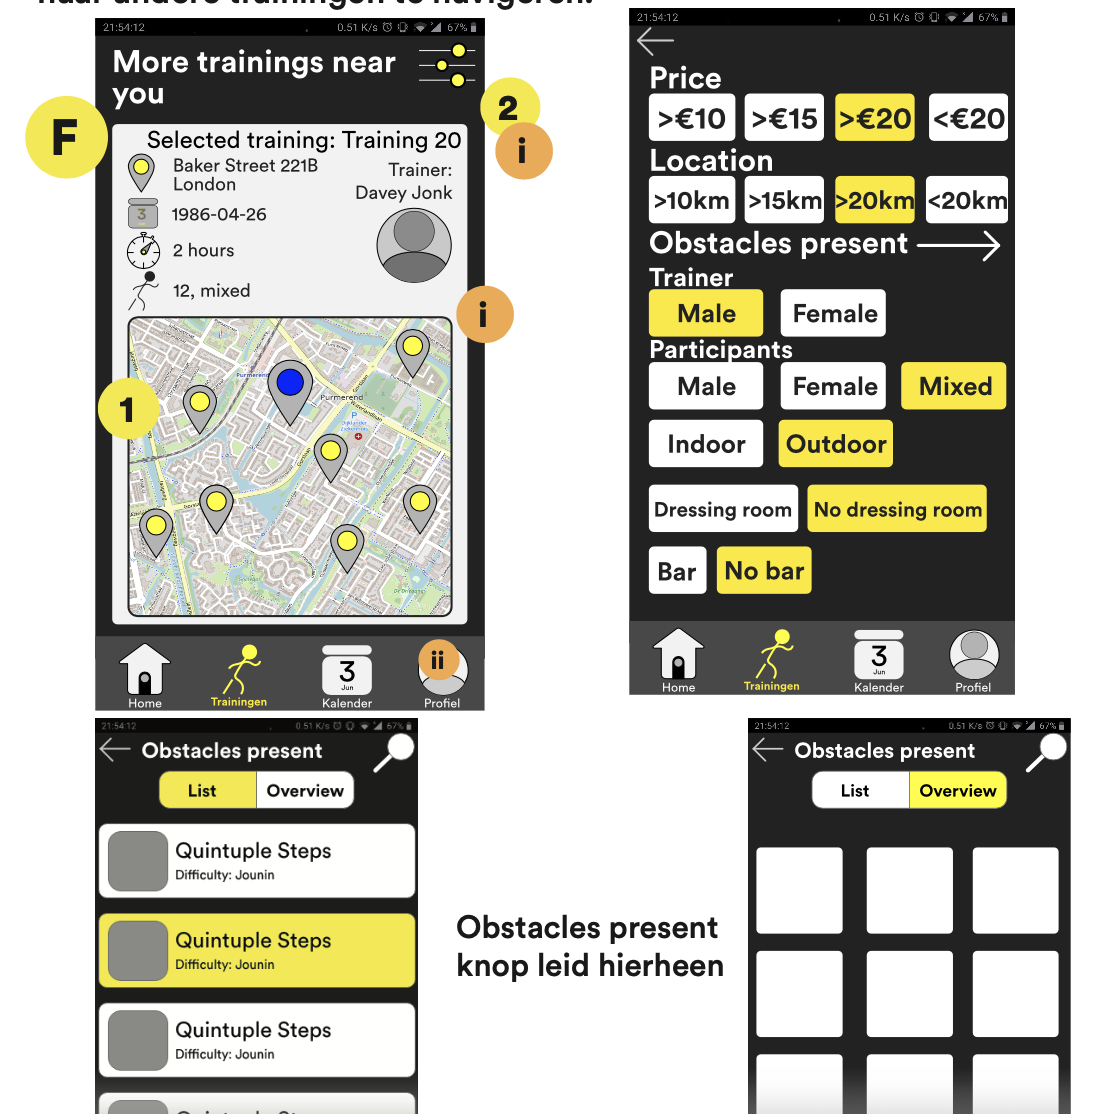 naar andere trainingen te navigeren.
21:54:12 0.51 K/s 67%
More trainings near
you
F
2
i
Selected training: Training 20
Baker Street 221B
London
Trainer:
Davey Jonk
3
1986-04-26
2 hours
12, mixed
i
1
Purmerend
Purmerend
P
Dijklander
Ziekenhuis
ii
Home
Trainingen
3
Jun
Kalender
Profiel
21:54:12 0.51 K/s 67%
Price
>€10 >€15 >€20 <€20
Location
>10km >15km >20km <20km
Obstacles present
Trainer
Male Female
Participants
Male Female Mixed
Indoor Outdoor
Dressing room No dressing room
Bar No bar
Home
Trainingen
3
Jun
Kalender
Profiel
21:54:12 0.51 K/s 67%
Obstacles present
List Overview
Quintuple Steps
Difficulty: Jounin
Quintuple Steps
Difficulty: Jounin
Quintuple Steps
Difficulty: Jounin
Obstacles present
knop leid hierheen
21:54:12 0.51 K/s 67%
Obstacles present
List Overview